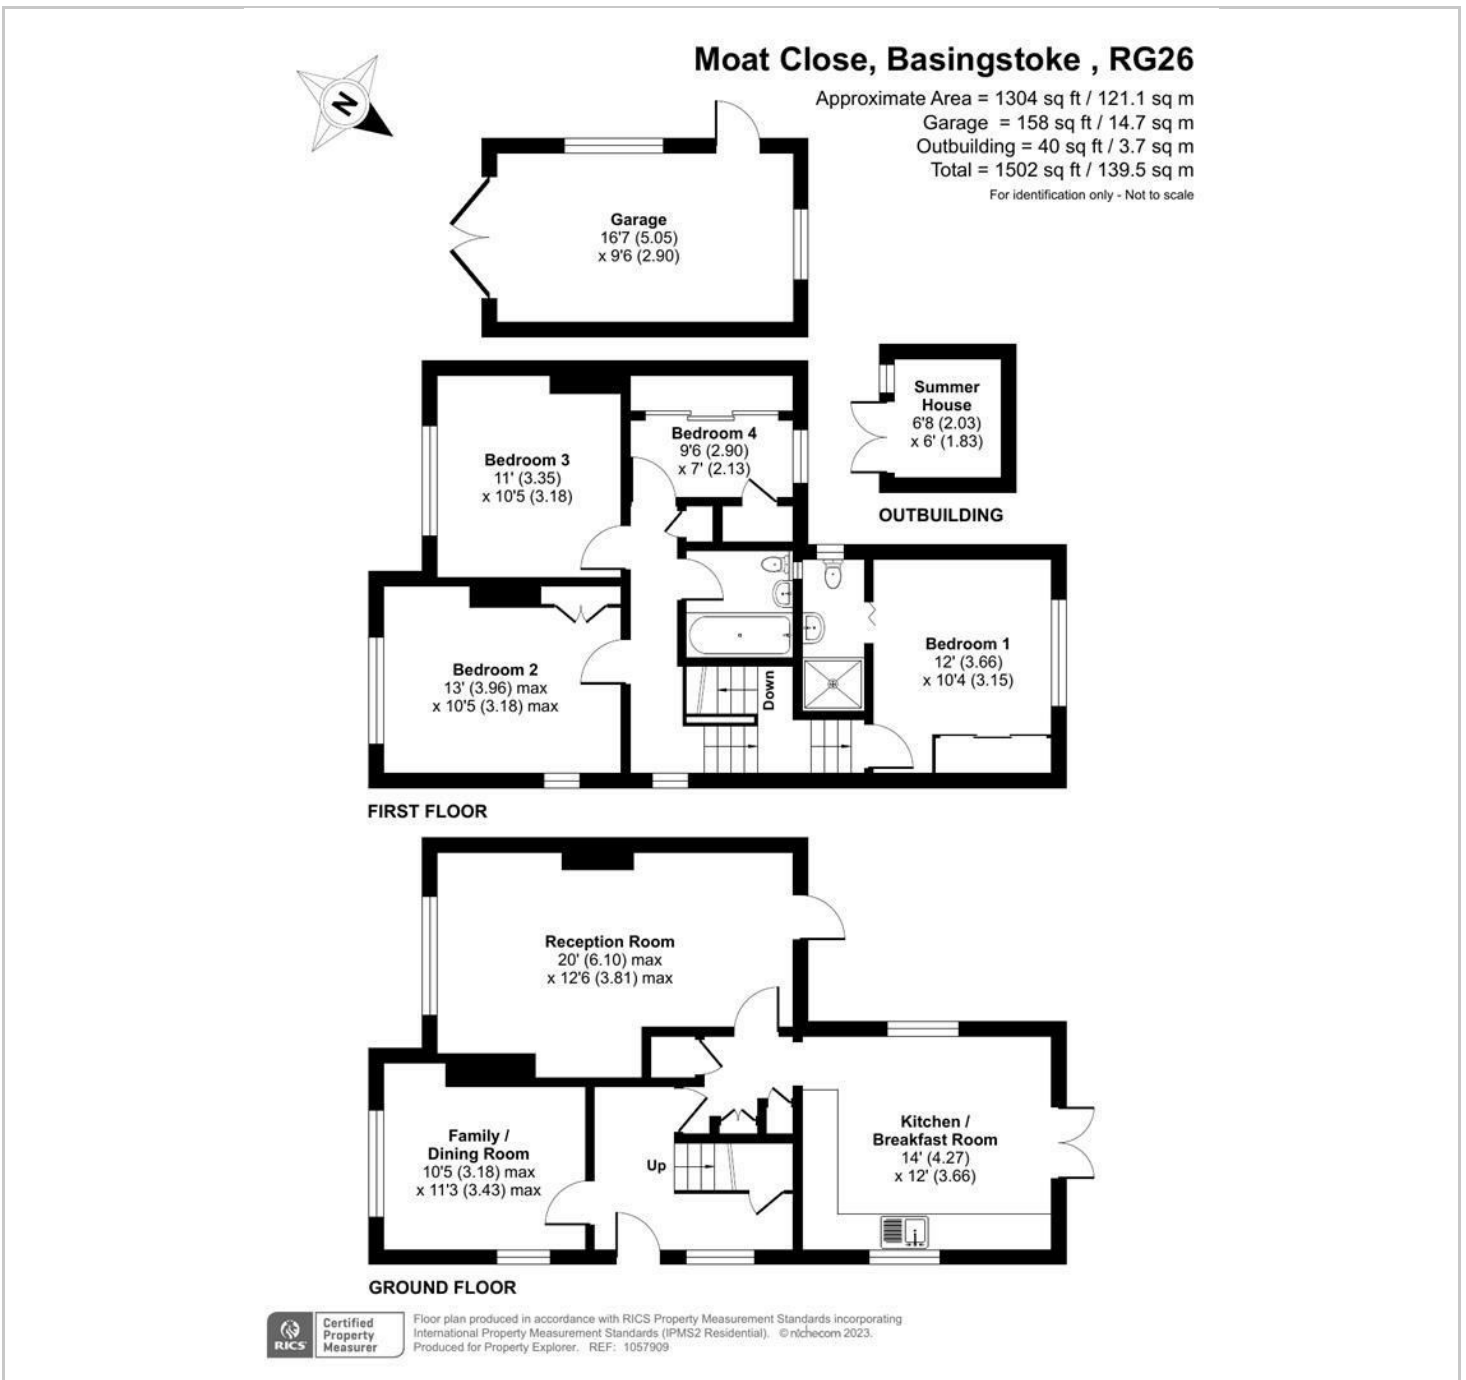 Moat Close, Basingstoke , RG26
Approximate Area = 1304 sq ft / 121.1 sq m
Garage = 158 sq ft / 14.7 sq m
Outbuilding = 40 sq ft / 3.7 sq m
Total = 1502 sq ft / 139.5 sq m
For identification only - Not to scale
N
Garage
16'7 (5.05)
x 9'6 (2.90)
Summer
House
6'8 (2.03)
x 6' (1.83)
OUTBUILDING
Bedroom 3
11' (3.35)
x 10'5 (3.18)
Bedroom 4
9'6 (2.90)
x 7' (2.13)
Bedroom 2
13' (3.96) max
x 10'5 (3.18) max
Down
Bedroom 1
12' (3.66)
x 10'4 (3.15)
FIRST FLOOR
Reception Room
20' (6.10) max
x 12'6 (3.81) max
Family /
Dining Room
10'5 (3.18) max
x 11'3 (3.43) max
Up
Kitchen /
Breakfast Room
14' (4.27)
x 12' (3.66)
GROUND FLOOR
RICS
Certified
Property
Measurer
Floor plan produced in accordance with RICS Property Measurement Standards incorporating
International Property Measurement Standards (IPMS2 Residential). © nichecom 2023.
Produced for Property Explorer. REF: 1057909